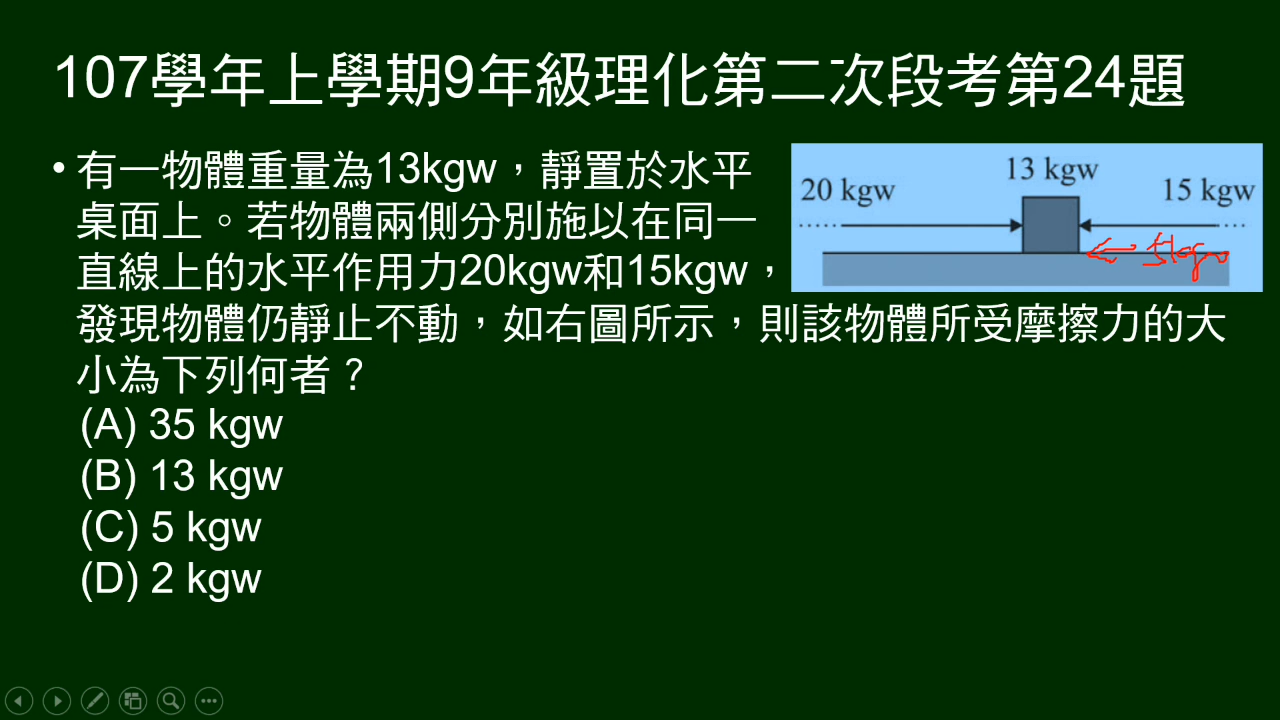 107學年上學期9年級理化第二次段考第24題
• 有一物體重量為13kgw，靜置於水平
桌面上。若物體兩側分別施以在同一
直線上的水平作用力20kgw和15kgw，
發現物體仍靜止不動，如右圖所示，則該物體所受摩擦力的大
小為下列何者？
(A) 35 kgw
(B) 13 kgw
(C) 5 kgw
(D) 2 kgw
20 kgw
13 kgw
15 kgw
5kgw